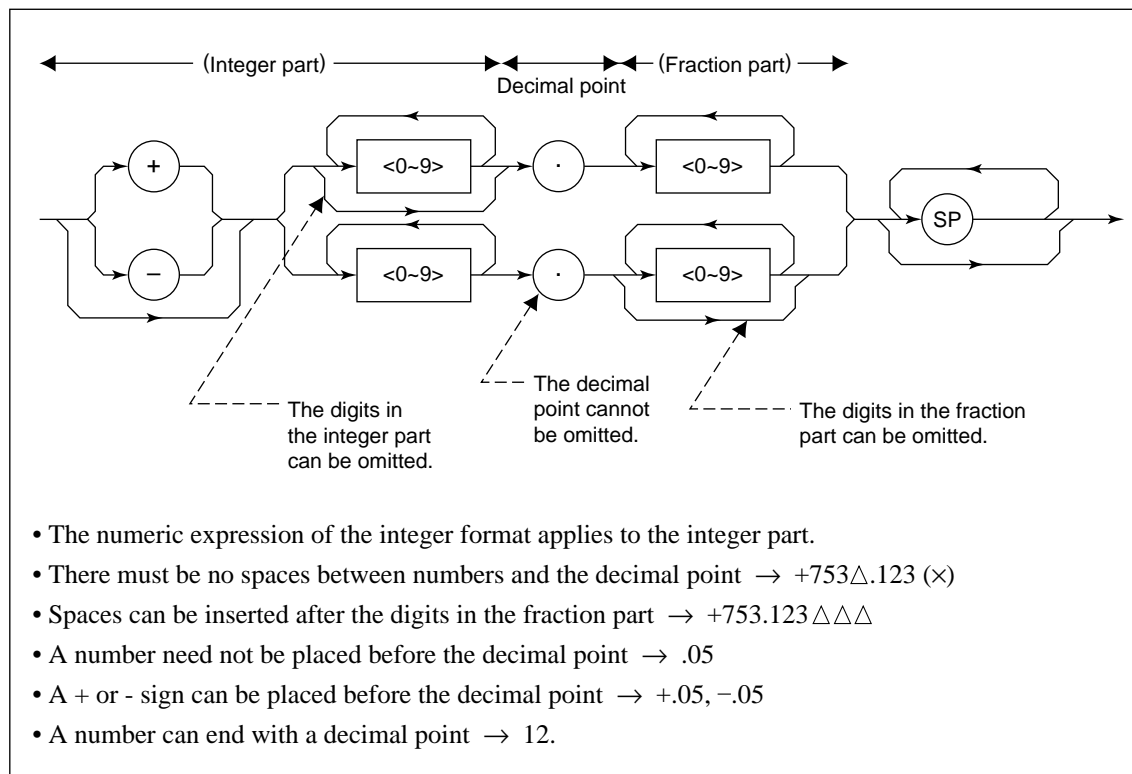 (Integer part)
(Fraction part)
Decimal point
+
<0~9>
.
<0~9>
SP
−
<0~9>
.
<0~9>
The digits in
the integer part
can be omitted.
The decimal
point cannot
be omitted.
The digits in the fraction
part can be omitted.
• The numeric expression of the integer format applies to the integer part.
• There must be no spaces between numbers and the decimal point → +753△.123 (×)
• Spaces can be inserted after the digits in the fraction part → +753.123△△△
• A number need not be placed before the decimal point → .05
• A + or - sign can be placed before the decimal point → +.05, −.05
• A number can end with a decimal point → 12.